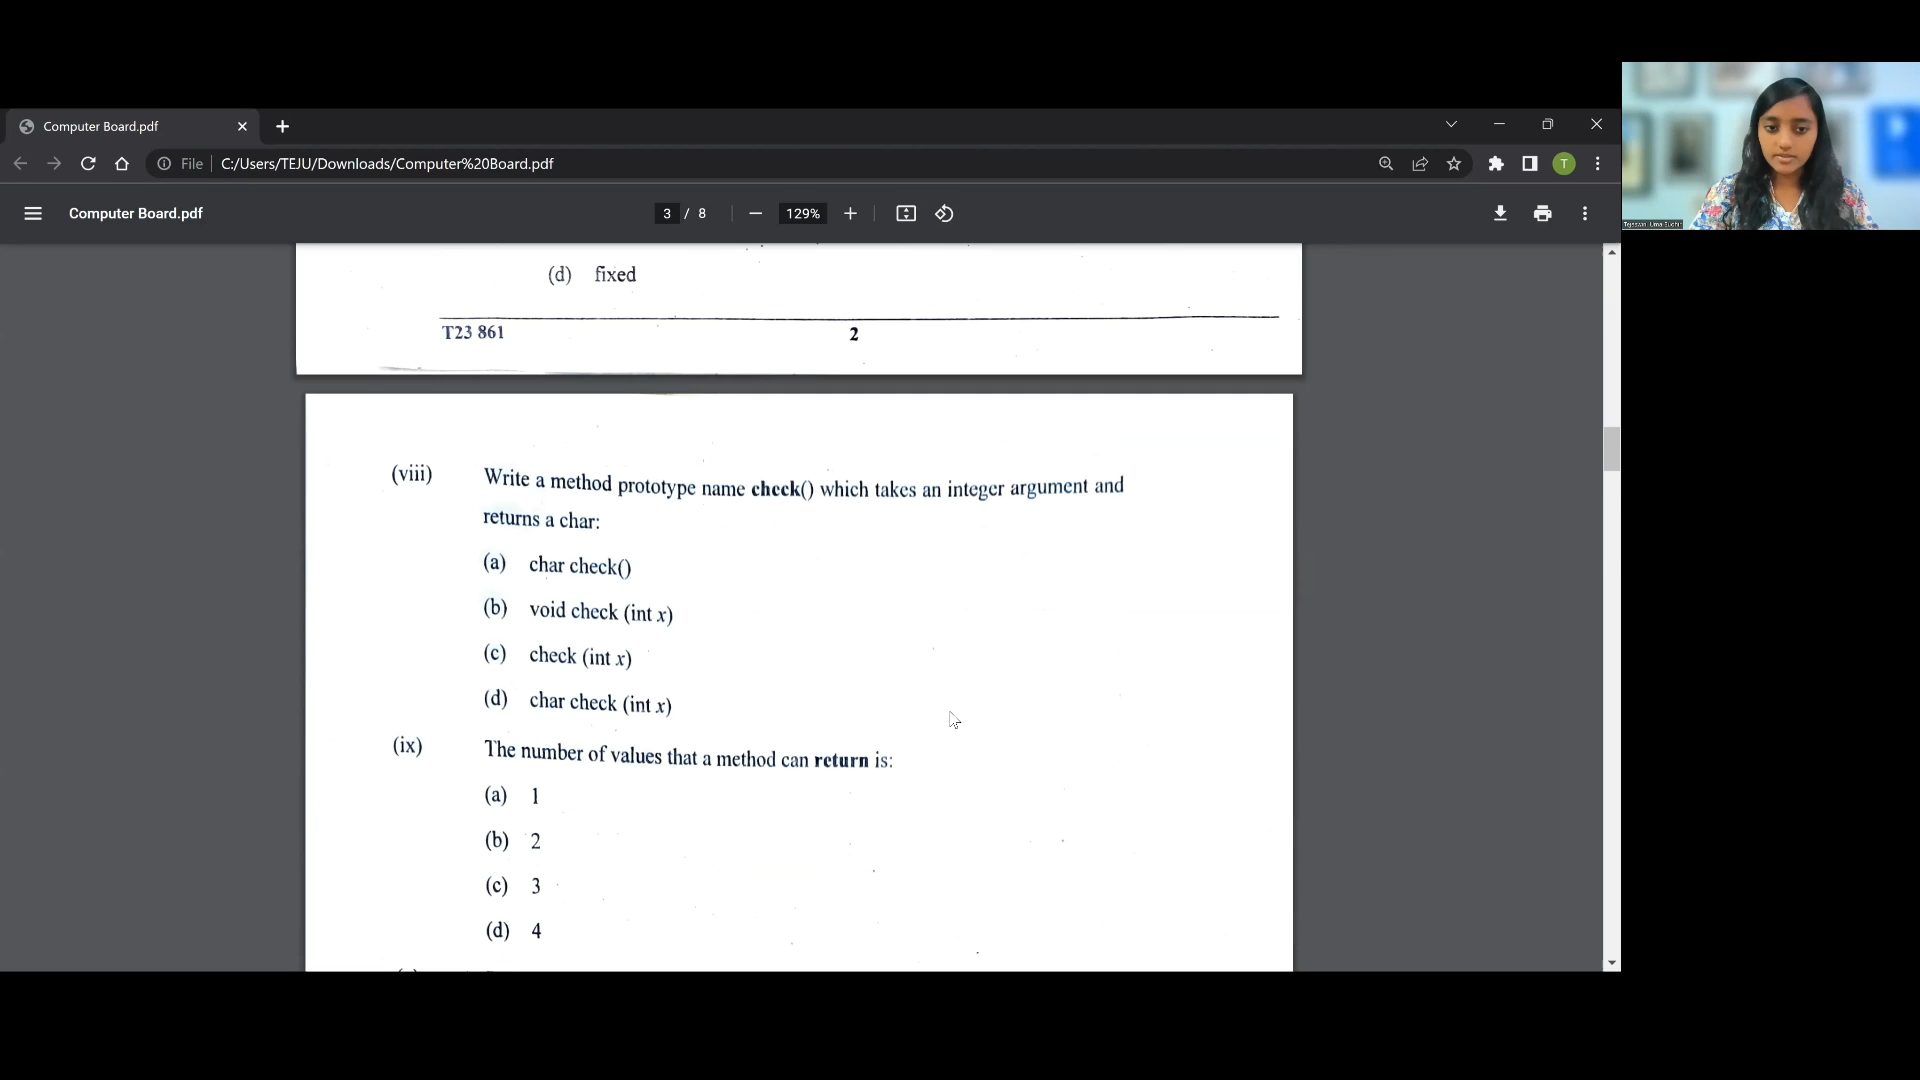 Computer Board.pdf
File
C:/Users/TEJU/Downloads/Computer%20Board.pdf
T
Computer Board.pdf
3 / 8
129%
(d) fixed
T23 861
2
(viii) Write a method prototype name check() which takes an integer argument and
returns a char:
(a) char check()
(b) void check (int x)
(c) check (int x)
(d) char check (int x)
(ix) The number of values that a method can return is:
(a) 1
(b) 2
(c) 3
(d) 4